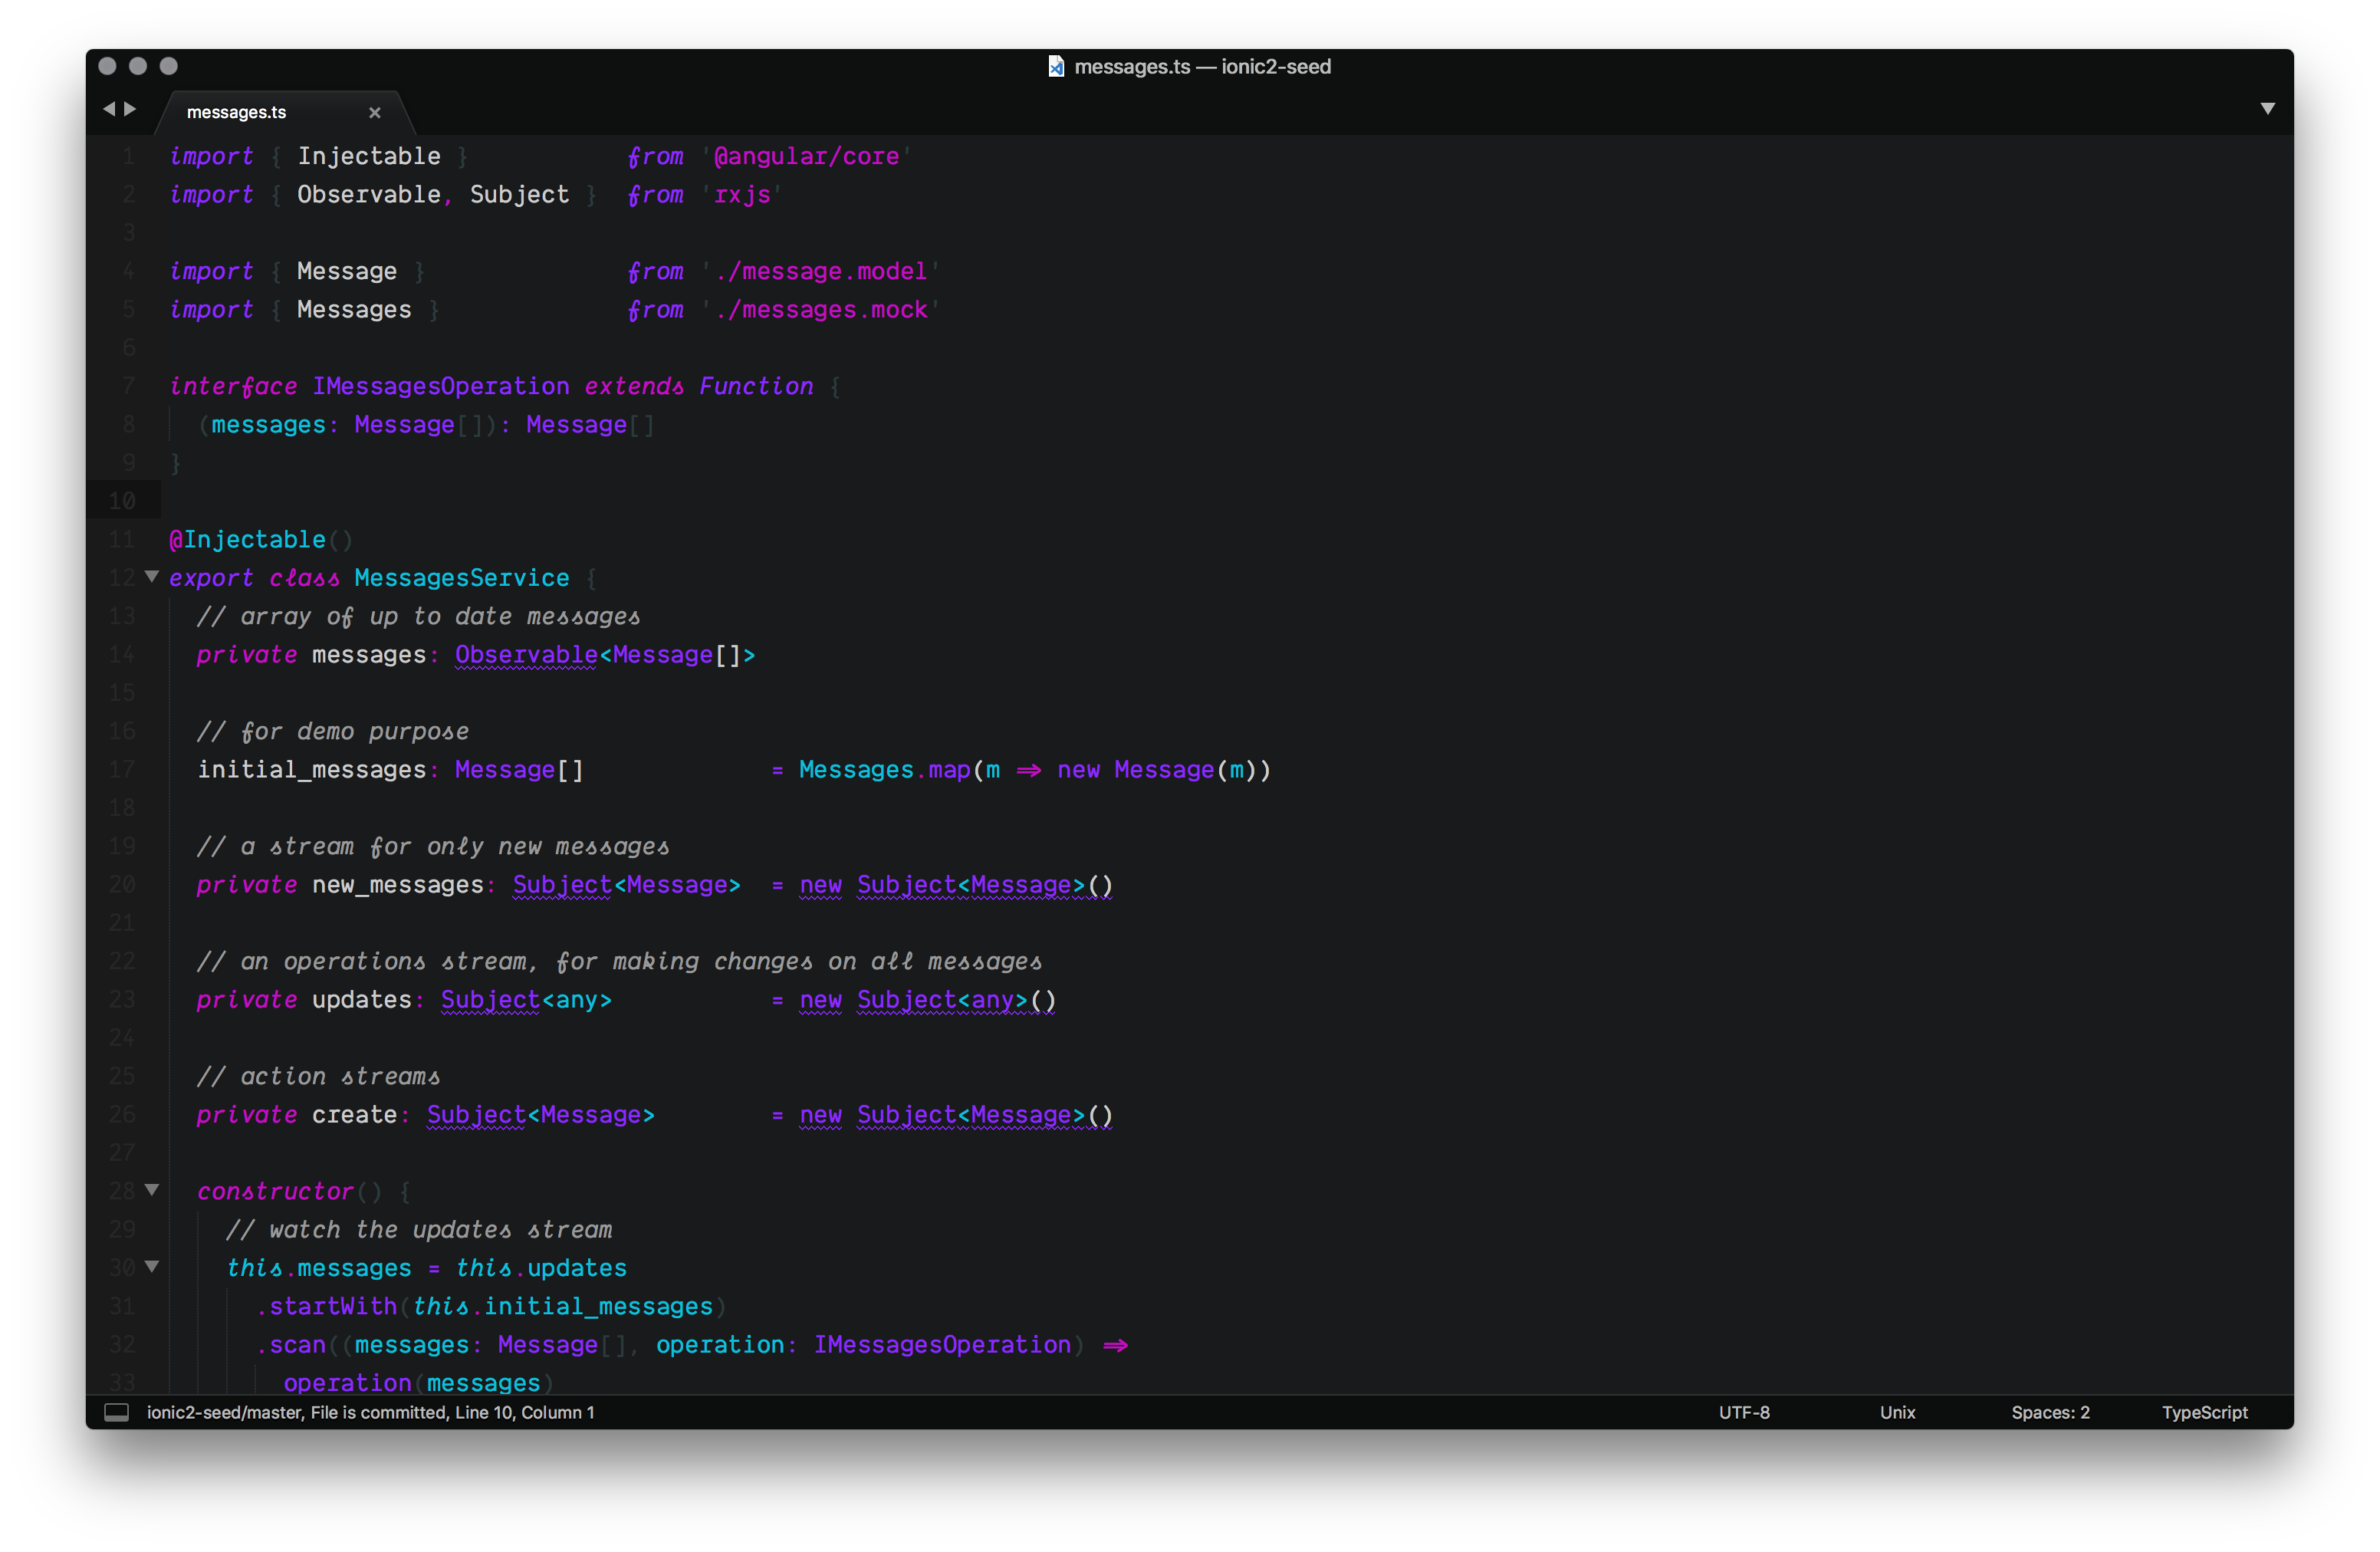 messages.ts — ionic2-seed
messages.ts
1 import { Injectable }           from '@angular/core'
2 import { Observable, Subject }  from 'rxjs'
3
4 import { Message }              from './message.model'
5 import { Messages }             from './messages.mock'
6
7 interface IMessagesOperation extends Function {
8   (messages: Message[]): Message[]
9 }
10
11 @Injectable()
12 export class MessagesService {
13   // array of up to date messages
14   private messages: Observable<Message[]>
15
16   // for demo purpose
17   initial_messages: Message[]             = Messages.map(m => new Message(m))
18
19   // a stream for only new messages
20   private new_messages: Subject<Message>  = new Subject<Message>()
21
22   // an operations stream, for making changes on all messages
23   private updates: Subject<any>           = new Subject<any>()
24
25   // action streams
26   private create: Subject<Message>        = new Subject<Message>()
27
28   constructor() {
29     // watch the updates stream
30     this.messages = this.updates
31       .startWith(this.initial_messages)
32       .scan((messages: Message[], operation: IMessagesOperation) =>
33         operation(messages)
ionic2-seed/master, File is committed, Line 10, Column 1 UTF-8 Unix Spaces: 2 TypeScript